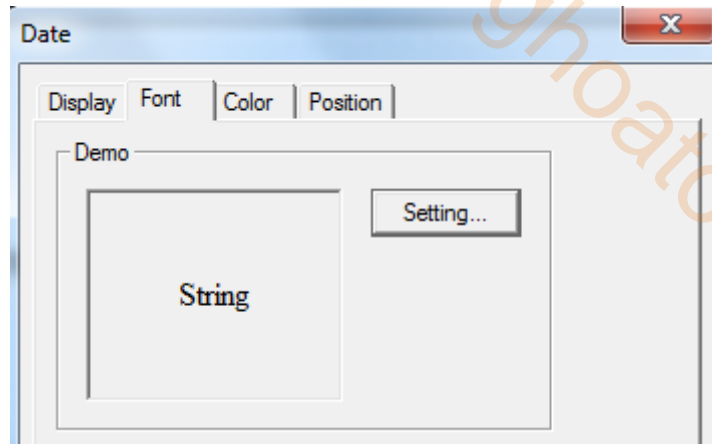 Date
Display Font Color Position
Demo
Setting...
String